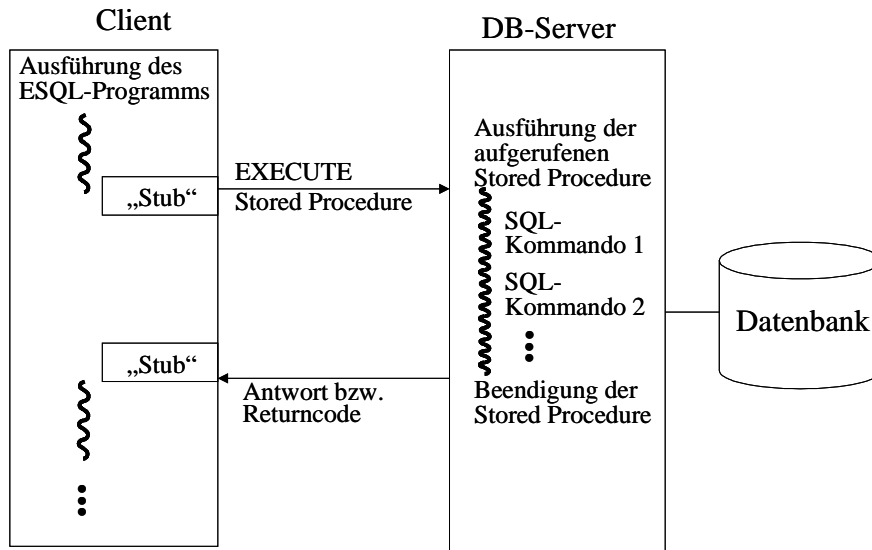 Client
DB-Server
Ausführung des
ESQL-Programms
„Stub“
EXECUTE
Stored Procedure
Ausführung der
aufgerufenen
Stored Procedure
SQL-
Kommando 1
SQL-
Kommando 2
Datenbank
„Stub“
Antwort bzw.
Returncode
Beendigung der
Stored Procedure